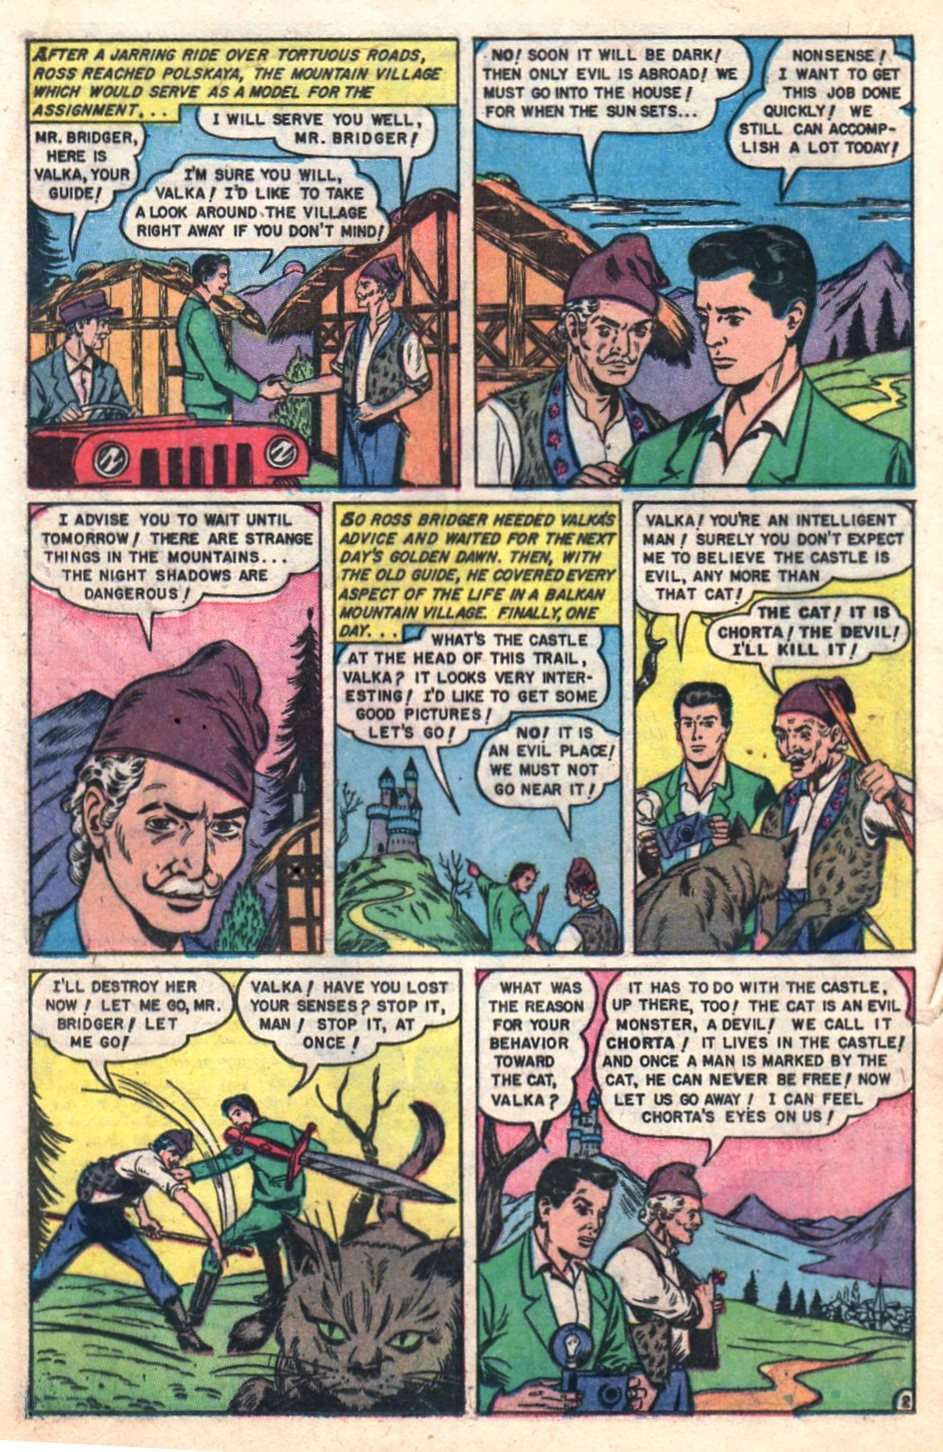 AFTER A JARRING RIDE OVER TORTUOUS ROADS,
ROSS REACHED POLSKAYA, THE MOUNTAIN VILLAGE
WHICH WOULD SERVE AS A MODEL FOR THE
ASSIGNMENT...
MR. BRIDGER,
HERE IS
VALKA, YOUR
GUIDE!
I WILL SERVE YOU WELL,
MR. BRIDGER!
I'M SURE YOU WILL,
VALKA! I'D LIKE TO TAKE
A LOOK AROUND THE VILLAGE
RIGHT AWAY IF YOU DON'T MIND!
NO! SOON IT WILL BE DARK!
THEN ONLY EVIL IS ABROAD! WE
MUST GO INTO THE HOUSE!
FOR WHEN THE SUN SETS...
NONSENSE!
I WANT TO GET
THIS JOB DONE
QUICKLY! WE
STILL CAN ACCOMP-
LISH A LOT TODAY!
I ADVISE YOU TO WAIT UNTIL
TOMORROW! THERE ARE STRANGE
THINGS IN THE MOUNTAINS...
THE NIGHT SHADOWS ARE
DANGEROUS!
SO ROSS BRIDGER HEEDED VALKA'S
ADVICE AND WAITED FOR THE NEXT
DAY'S GOLDEN DAWN. THEN, WITH
THE OLD GUIDE, HE COVERED EVERY
ASPECT OF THE LIFE IN A BALKAN
MOUNTAIN VILLAGE. FINALLY, ONE
DAY...
WHAT'S THE CASTLE
AT THE HEAD OF THIS TRAIL,
VALKA? IT LOOKS VERY INTER-
ESTING! I'D LIKE TO GET SOME
GOOD PICTURES!
LET'S GO!
NO! IT IS
AN EVIL PLACE!
WE MUST NOT
GO NEAR IT!
VALKA! YOU'RE AN INTELLIGENT
MAN! SURELY YOU DON'T EXPECT
ME TO BELIEVE THE CASTLE IS
EVIL, ANY MORE THAN
THAT CAT!
THE CAT! IT IS
CHORTA! THE DEVIL!
I'LL KILL IT!
I'LL DESTROY HER
NOW! LET ME GO, MR.
BRIDGER! LET
ME GO!
VALKA! HAVE YOU LOST
YOUR SENSES? STOP IT,
MAN! STOP IT, AT
ONCE!
WHAT WAS
THE REASON
FOR YOUR
BEHAVIOR
TOWARD
THE CAT,
VALKA?
IT HAS TO DO WITH THE CASTLE,
UP THERE, TOO! THE CAT IS AN EVIL
MONSTER, A DEVIL! WE CALL IT
CHORTA! IT LIVES IN THE CASTLE!
AND ONCE A MAN IS MARKED BY THE
CAT, HE CAN NEVER BE FREE! NOW
LET US GO AWAY! I CAN FEEL
CHORTA'S EYES ON US!
2